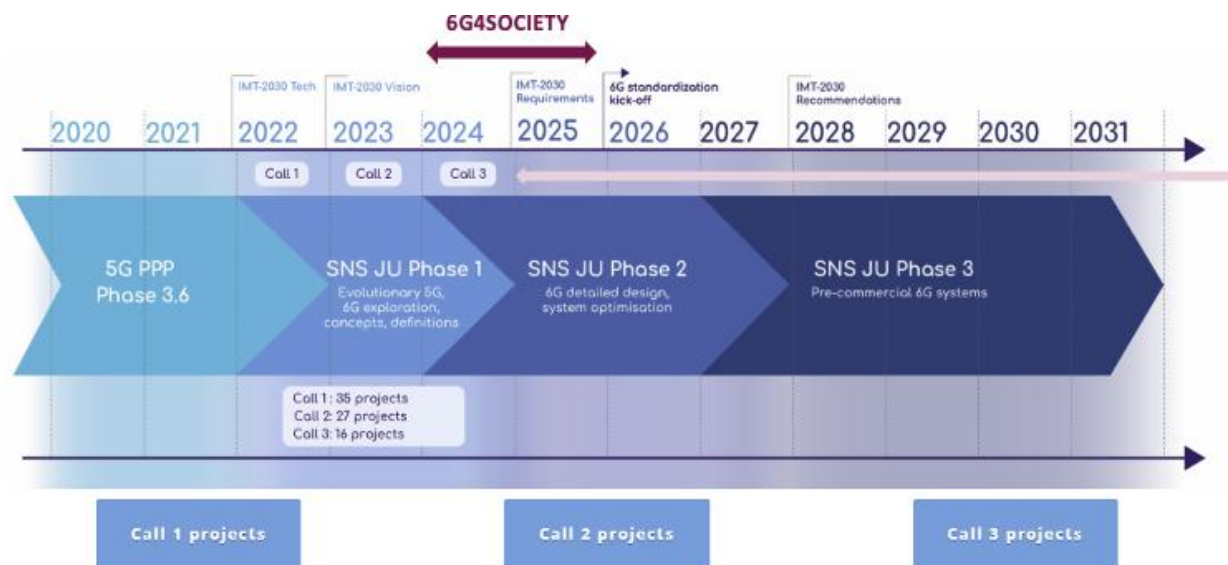 6G4SOCIETY
IMT-2030 Tech
IMT-2030 Vision
IMT-2030
Requirements
6G standardization
kick-off
IMT-2030
Recommendations
2020
2021
2022
2023
2024
2025
2026
2027
2028
2029
2030
2031
Call 1
Call 2
Call 3
5G PPP
Phase 3.6
SNS JU Phase 1
Evolutionary 5G,
6G exploration,
concepts, definitions
SNS JU Phase 2
6G detailed design,
system optimisation
SNS JU Phase 3
Pre-commercial 6G systems
Call 1 : 35 projects
Call 2: 27 projects
Call 3: 16 projects
Call 1 projects
Call 2 projects
Call 3 projects